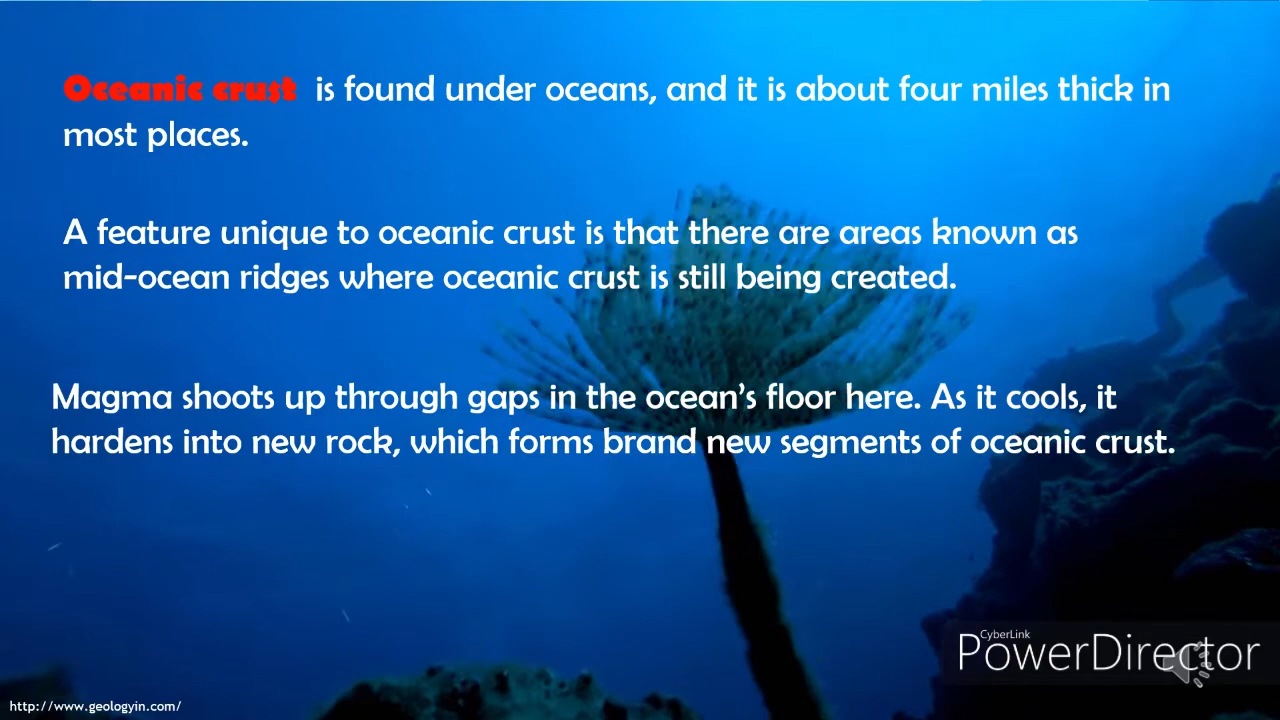 Oceanic crust is found under oceans, and it is about four miles thick in
most places.
A feature unique to oceanic crust is that there are areas known as
mid-ocean ridges where oceanic crust is still being created.
Magma shoots up through gaps in the ocean’s floor here. As it cools, it
hardens into new rock, which forms brand new segments of oceanic crust.
CyberLink
PowerDirector
http://www.geologyin.com/